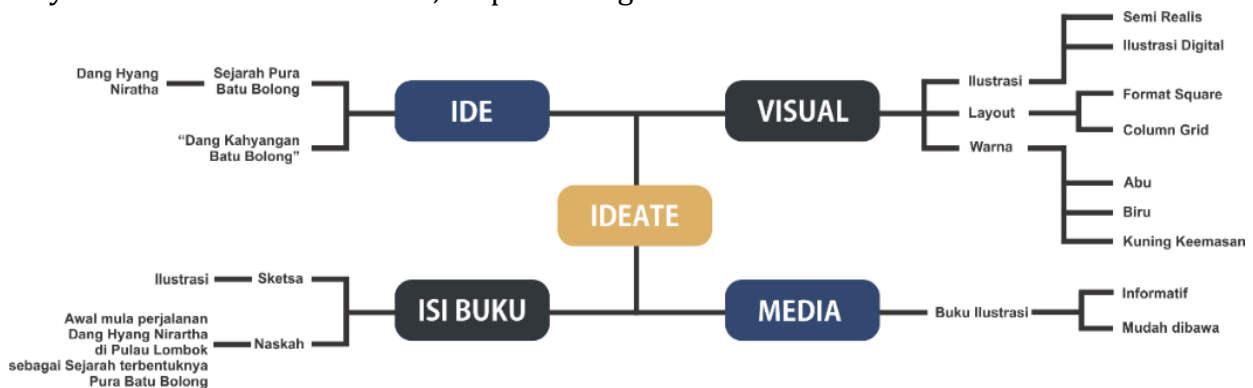 Dang Hyang
Niratha
Sejarah Pura
Batu Bolong
"Dang Kahyangan
Batu Bolong"
IDE
VISUAL
Ilustrasi
Semi Realis
Ilustrasi Digital
Layout
Format Square
Column Grid
Warna
Abu
Biru
Kuning Keemasan
IDEATE
Ilustrasi
Sketsa
Awal mula perjalanan
Dang Hyang Nirartha
di Pulau Lombok
sebagai Sejarah terbentuknya
Pura Batu Bolong
Naskah
ISI BUKU
MEDIA
Buku Ilustrasi
Informatif
Mudah dibawa